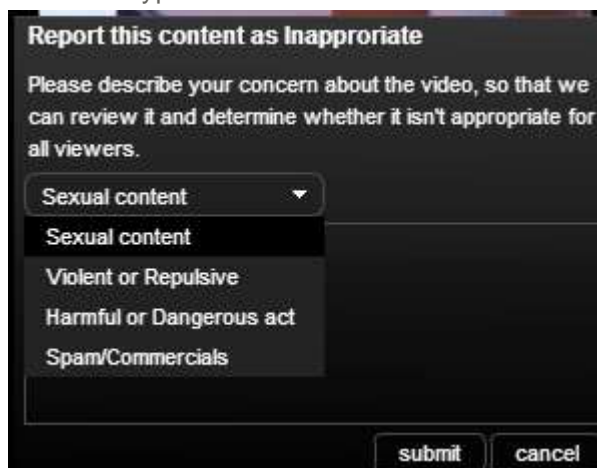 Report this content as Inapproriate
Please describe your concern about the video, so that we
can review it and determine whether it isn't appropriate for
all viewers.
Sexual content
Sexual content
Violent or Repulsive
Harmful or Dangerous act
Spam/Commercials
submit cancel